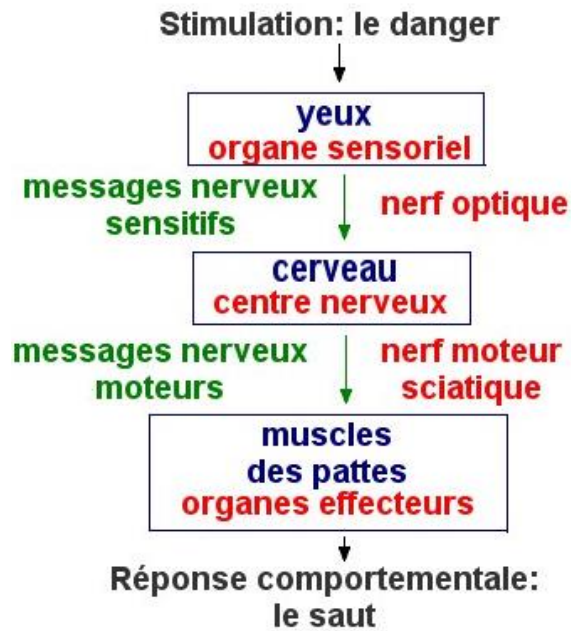 Stimulation: le danger
yeux
organe sensoriel
messages nerveux
sensitifs
nerf optique
cerveau
centre nerveux
messages nerveux
moteurs
nerf moteur
sciatique
muscles
des pattes
organes effecteurs
Réponse comportementale:
le saut